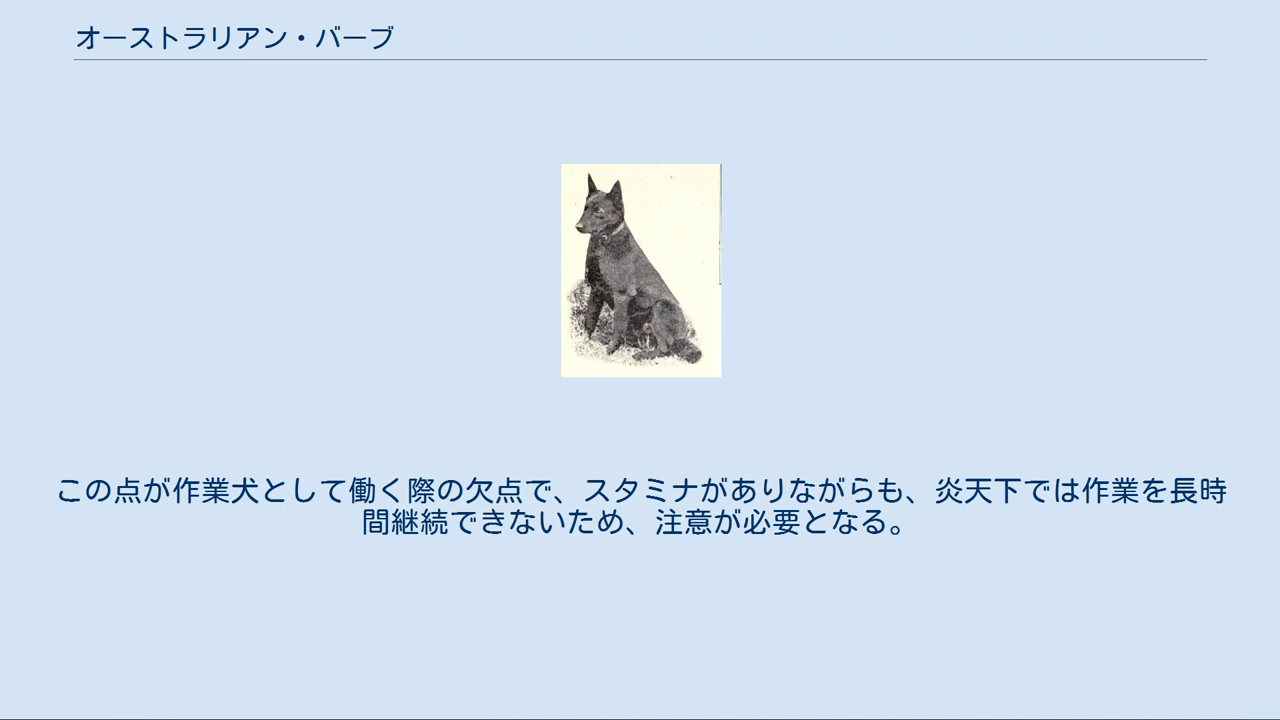 オーストラリアン・バーブ
この点が作業犬として働く際の欠点で、スタミナがありながらも、炎天下では作業を長時
間継続できないため、注意が必要となる。